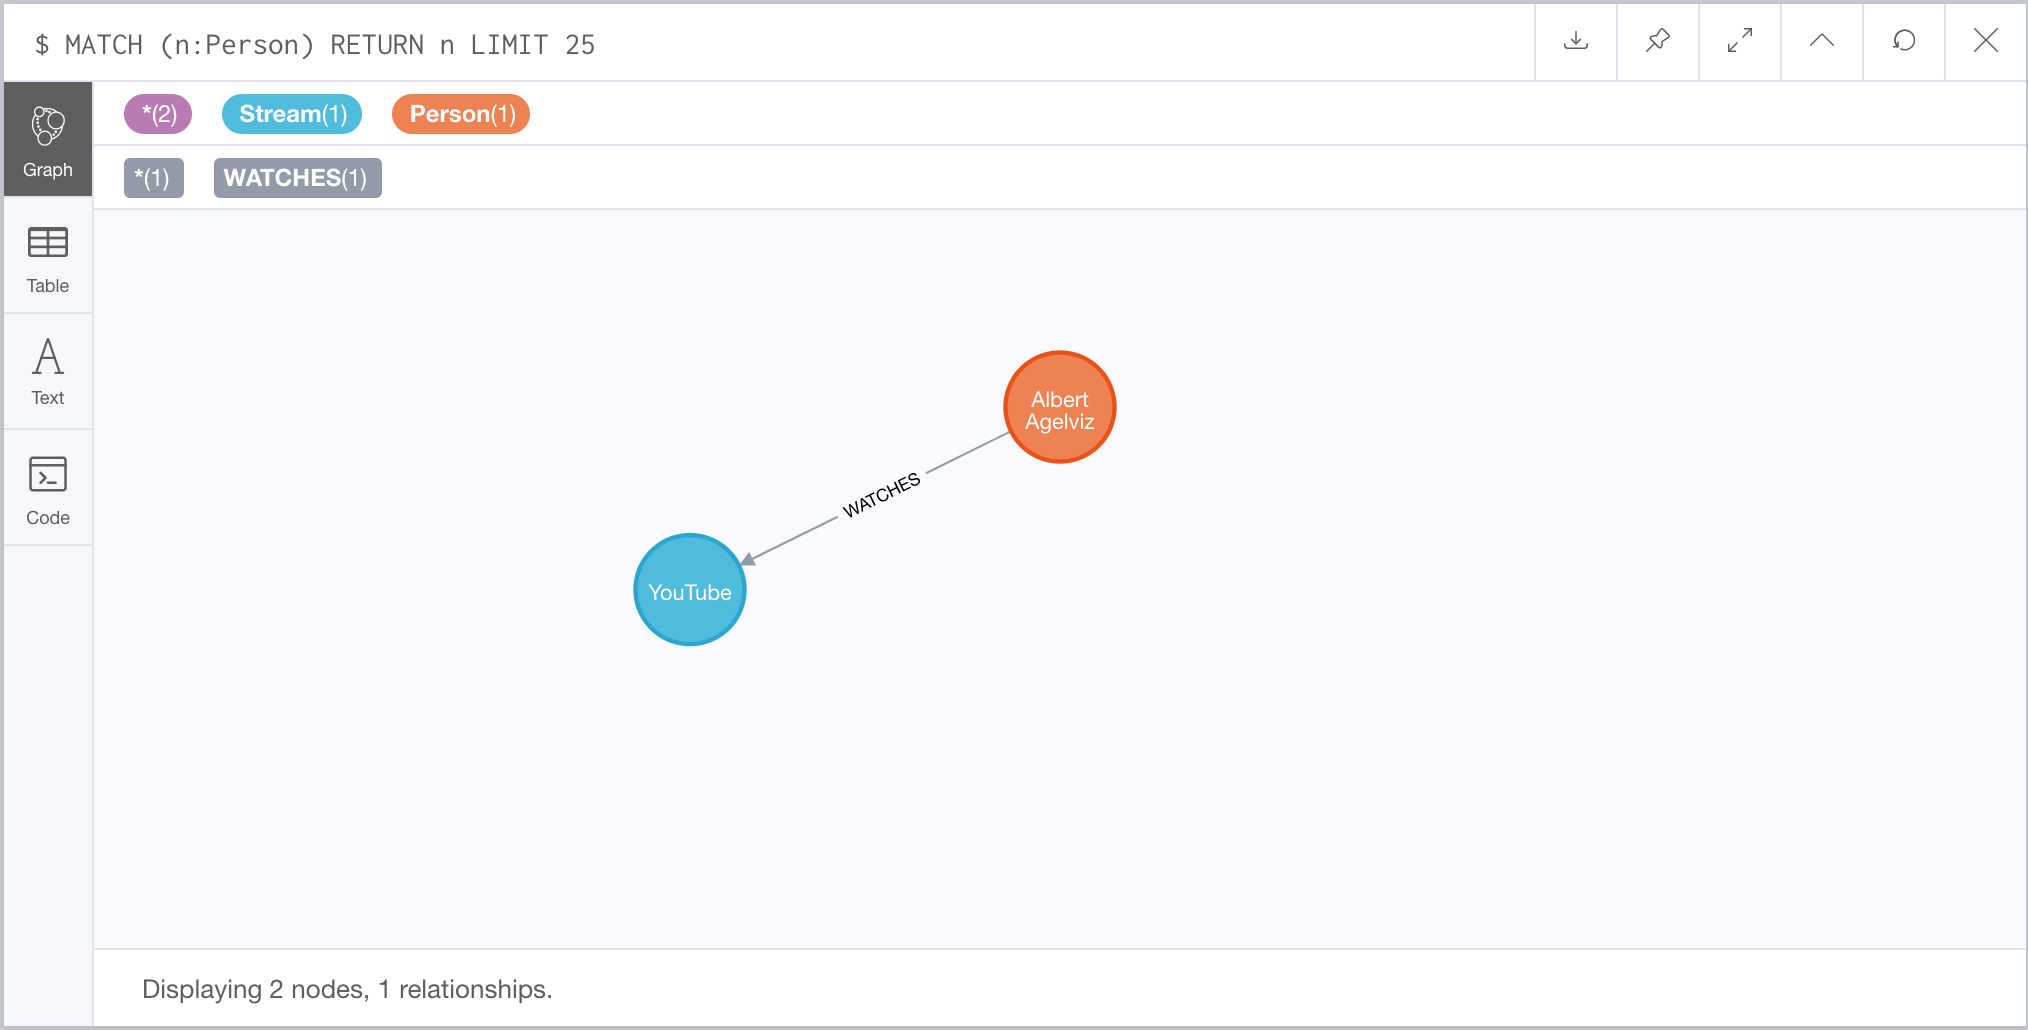 $ MATCH (n:Person) RETURN n LIMIT 25
*(2) Stream(1) Person(1)
*(1) WATCHES(1)
Graph
Table
Text
Code
Albert
Agelviz
WATCHES
YouTube
Displaying 2 nodes, 1 relationships.